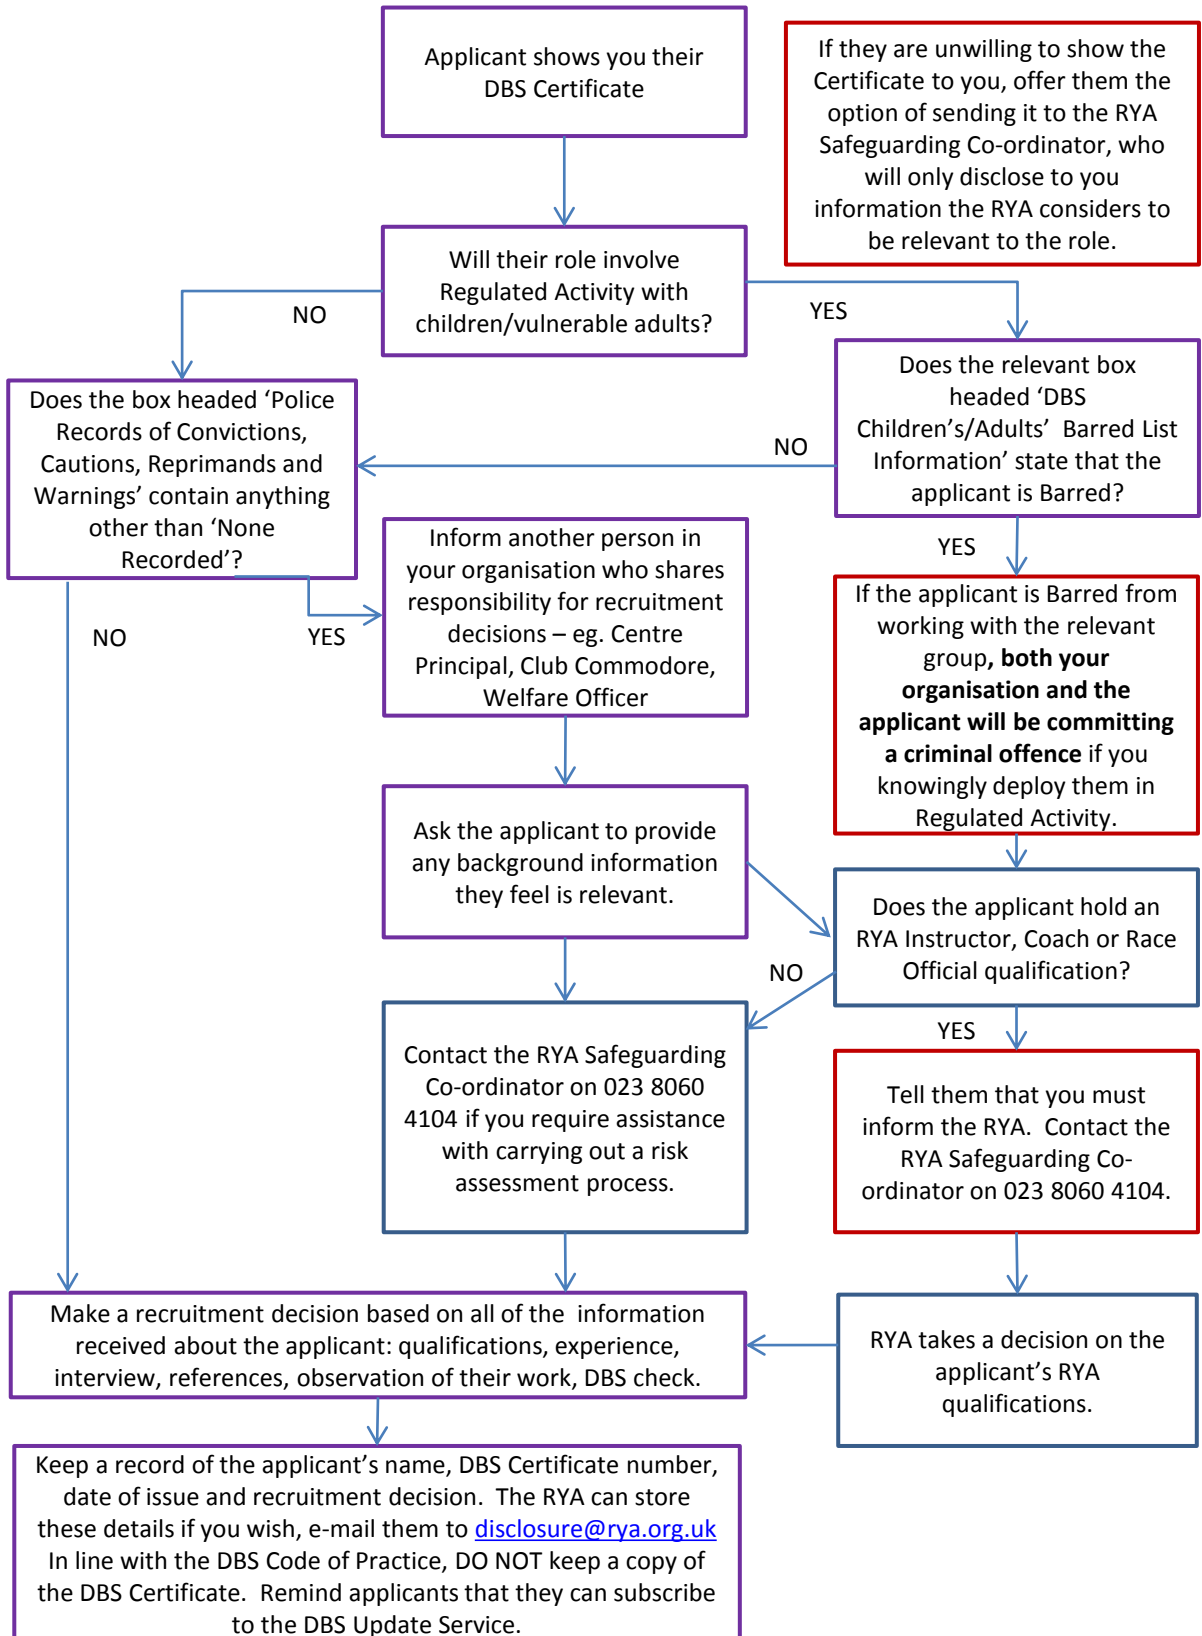 Applicant shows you their
DBS Certificate
If they are unwilling to show the
Certificate to you, offer them the
option of sending it to the RYA
Safeguarding Co-ordinator, who
will only disclose to you
information the RYA considers to
be relevant to the role.
Will their role involve
Regulated Activity with
children/vulnerable adults?
NO
YES
Does the box headed ‘Police
Records of Convictions,
Cautions, Reprimands and
Warnings’ contain anything
other than ‘None
Recorded’?
Does the relevant box
headed ‘DBS
Children’s/Adults’ Barred List
Information’ state that the
applicant is Barred?
NO
YES
NO
YES
Inform another person in
your organisation who shares
responsibility for recruitment
decisions – eg. Centre
Principal, Club Commodore,
Welfare Officer
If the applicant is Barred from
working with the relevant
group, both your
organisation and the
applicant will be committing
a criminal offence if you
knowingly deploy them in
Regulated Activity.
Ask the applicant to provide
any background information
they feel is relevant.
Does the applicant hold an
RYA Instructor, Coach or Race
Official qualification?
NO
YES
Contact the RYA Safeguarding
Co-ordinator on 023 8060
4104 if you require assistance
with carrying out a risk
assessment process.
Tell them that you must
inform the RYA. Contact the
RYA Safeguarding Co-
ordinator on 023 8060 4104.
Make a recruitment decision based on all of the information
received about the applicant: qualifications, experience,
interview, references, observation of their work, DBS check.
RYA takes a decision on the
applicant’s RYA
qualifications.
Keep a record of the applicant’s name, DBS Certificate number,
date of issue and recruitment decision. The RYA can store
these details if you wish, e-mail them to disclosure@rya.org.uk
In line with the DBS Code of Practice, DO NOT keep a copy of
the DBS Certificate. Remind applicants that they can subscribe
to the DBS Update Service.